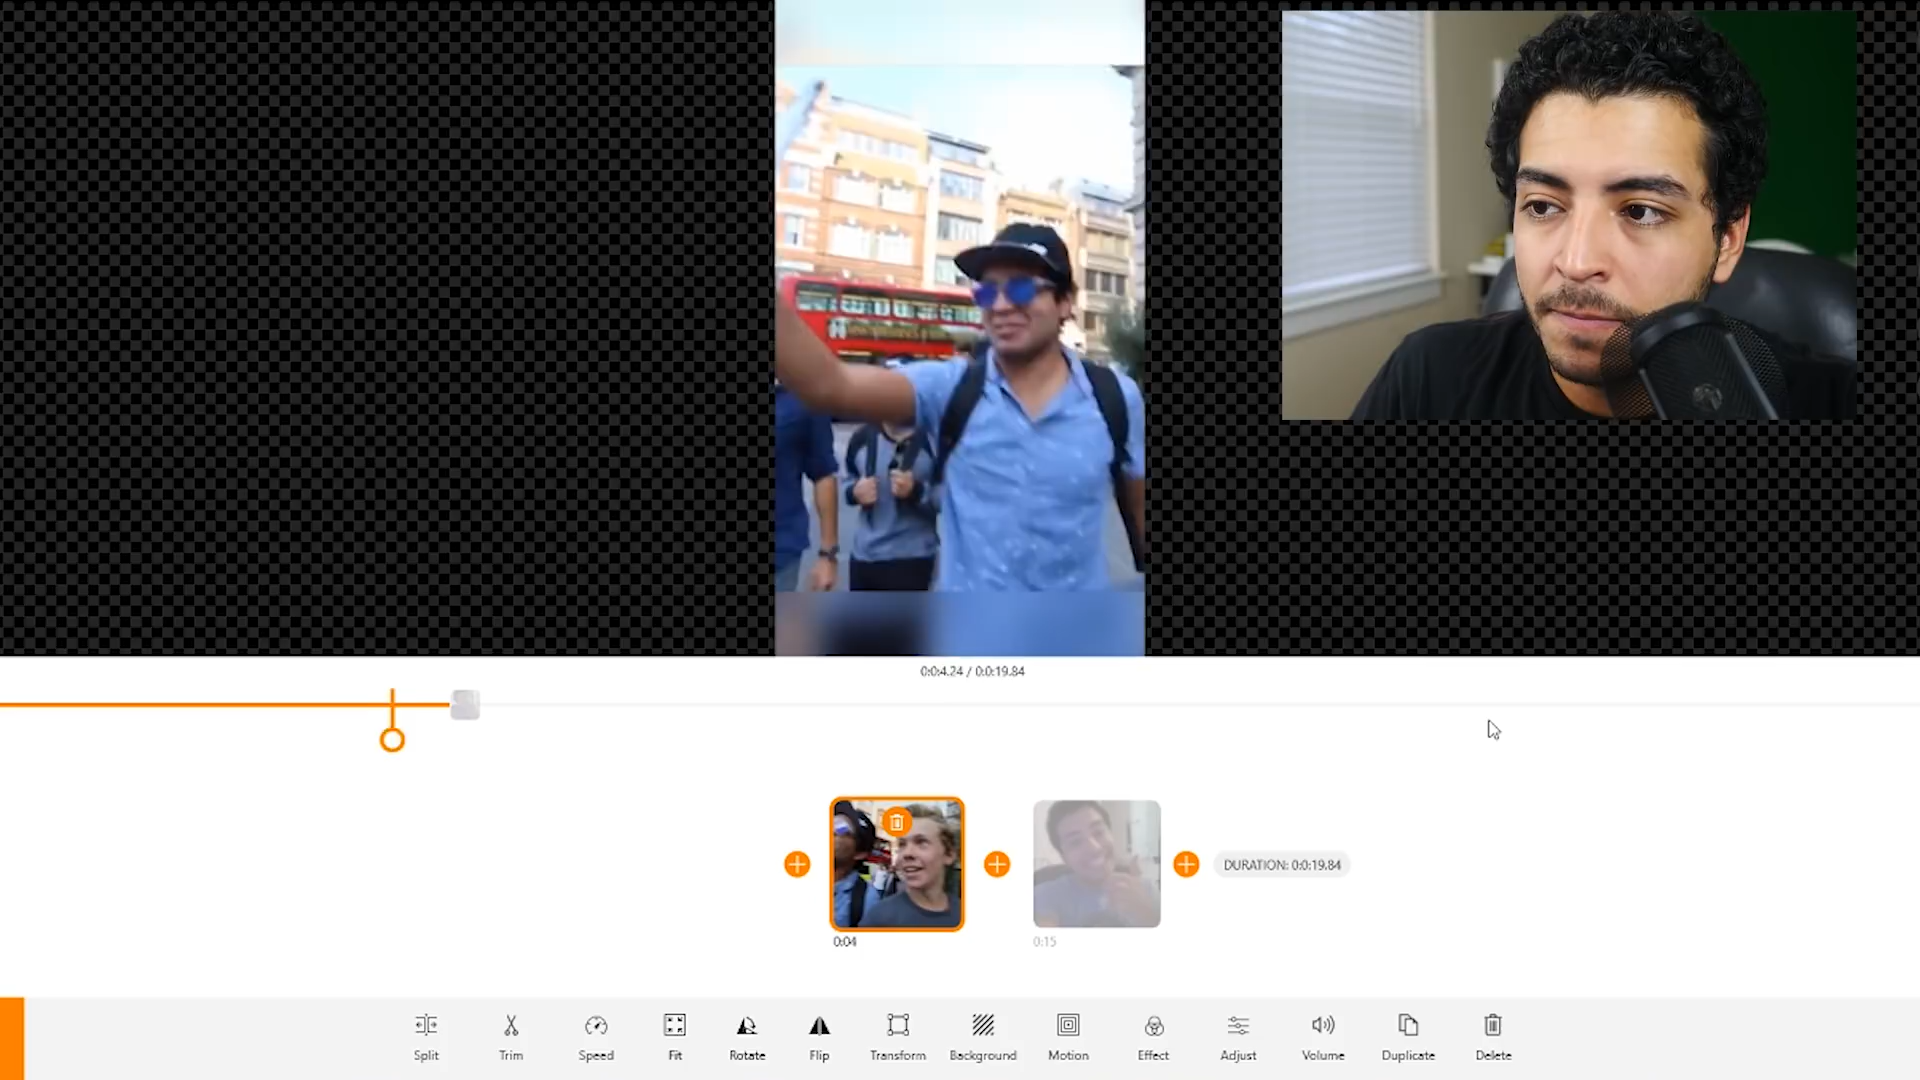 0:0:4.24 / 0:0:19.84
DURATION: 0:0:19.84
0:04
0:15
Split
Trim
Speed
Fit
Rotate
Flip
Transform
Background
Motion
Effect
Adjust
Volume
Duplicate
Delete